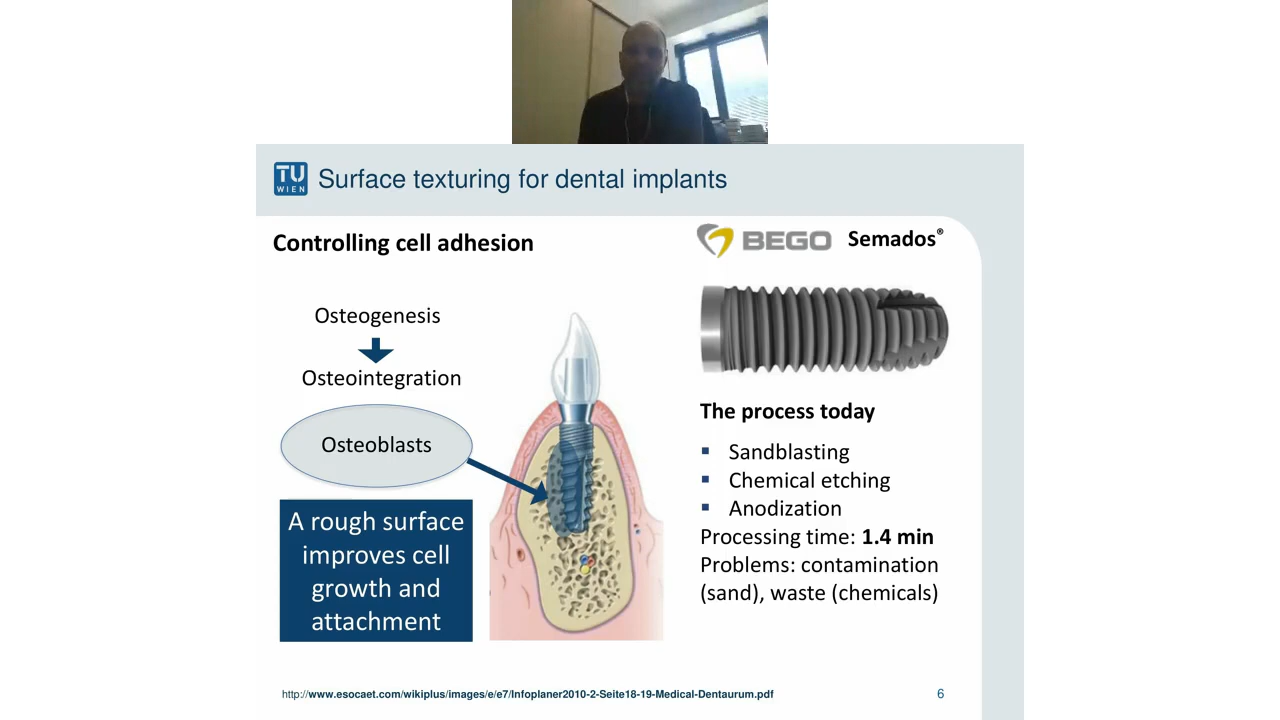 TU
WIEN
Surface texturing for dental implants
Controlling cell adhesion
Osteogenesis
Osteointegration
Osteoblasts
A rough surface
improves cell
growth and
attachment
BEGO Semados®
The process today
▪ Sandblasting
▪ Chemical etching
▪ Anodization
Processing time: 1.4 min
Problems: contamination
(sand), waste (chemicals)
http://www.esocaet.com/wikiplus/images/e/e7/Infoplaner2010-2-Seite18-19-Medical-Dentaurum.pdf
6